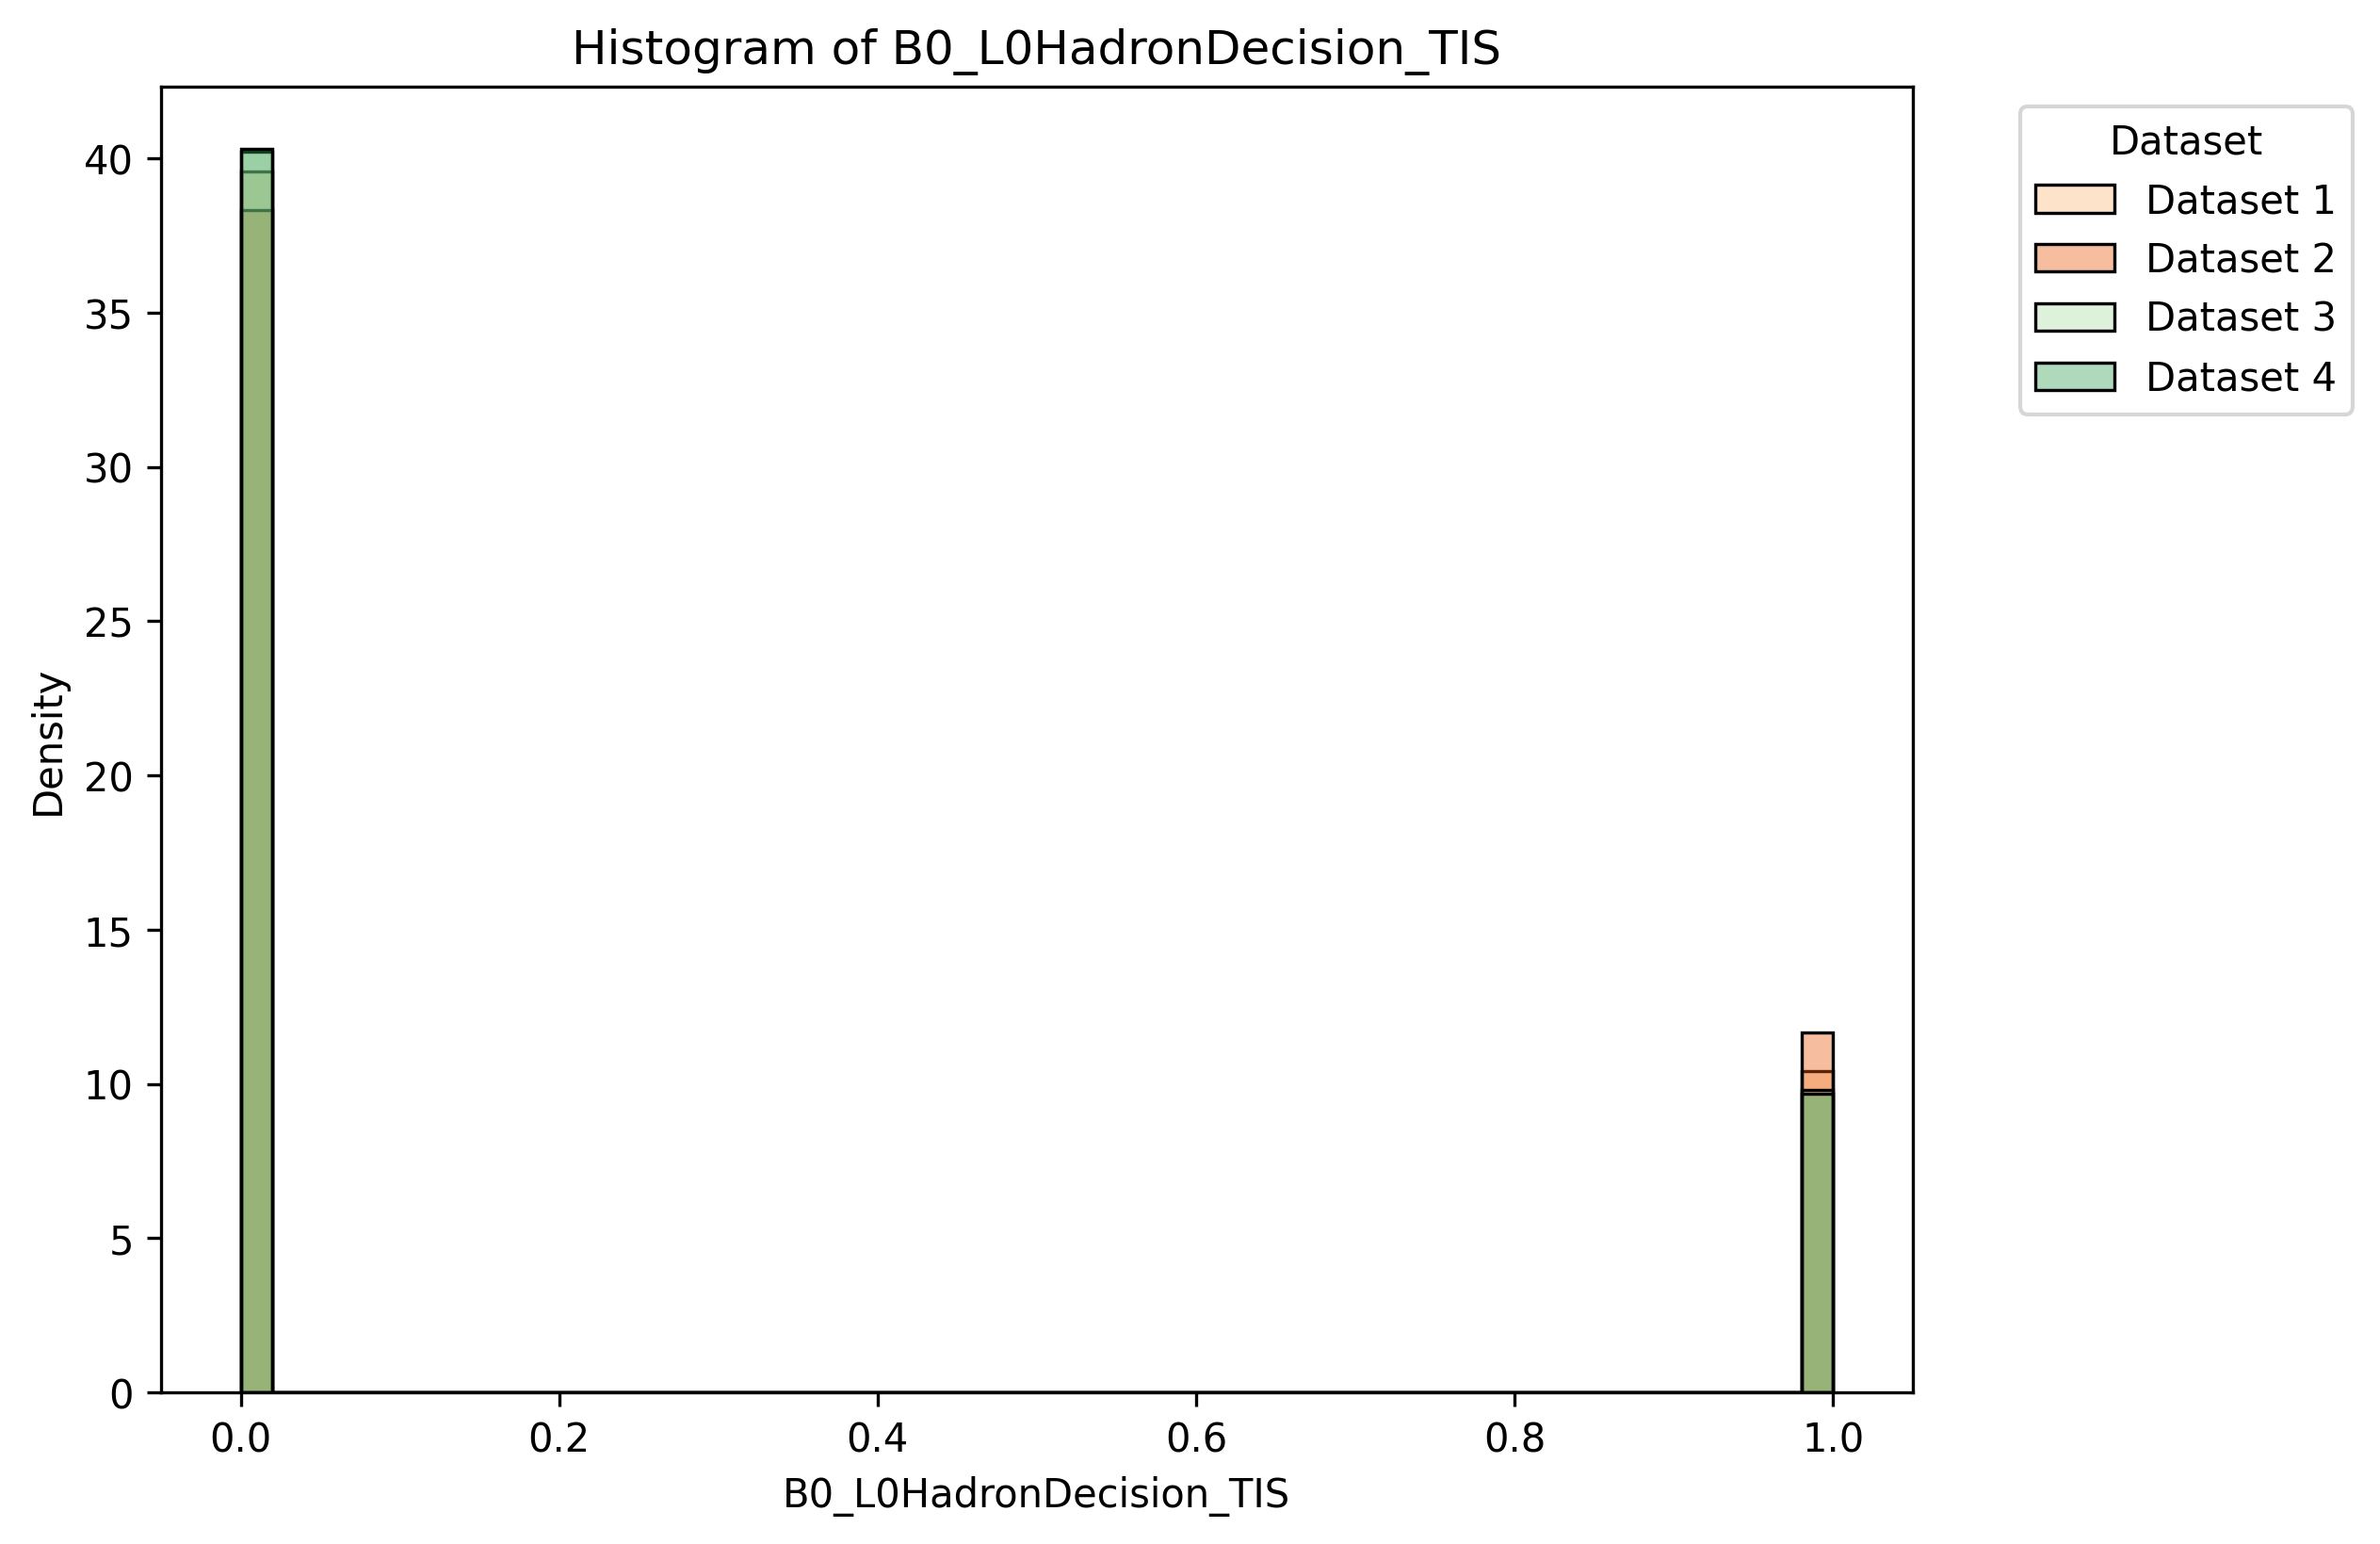 Histogram of B0_L0HadronDecision_TIS
Dataset
Dataset 1
Dataset 2
Dataset 3
Dataset 4
Density
40
35
30
25
20
15
10
5
0
0.0 0.2 0.4 0.6 0.8 1.0
B0_L0HadronDecision_TIS